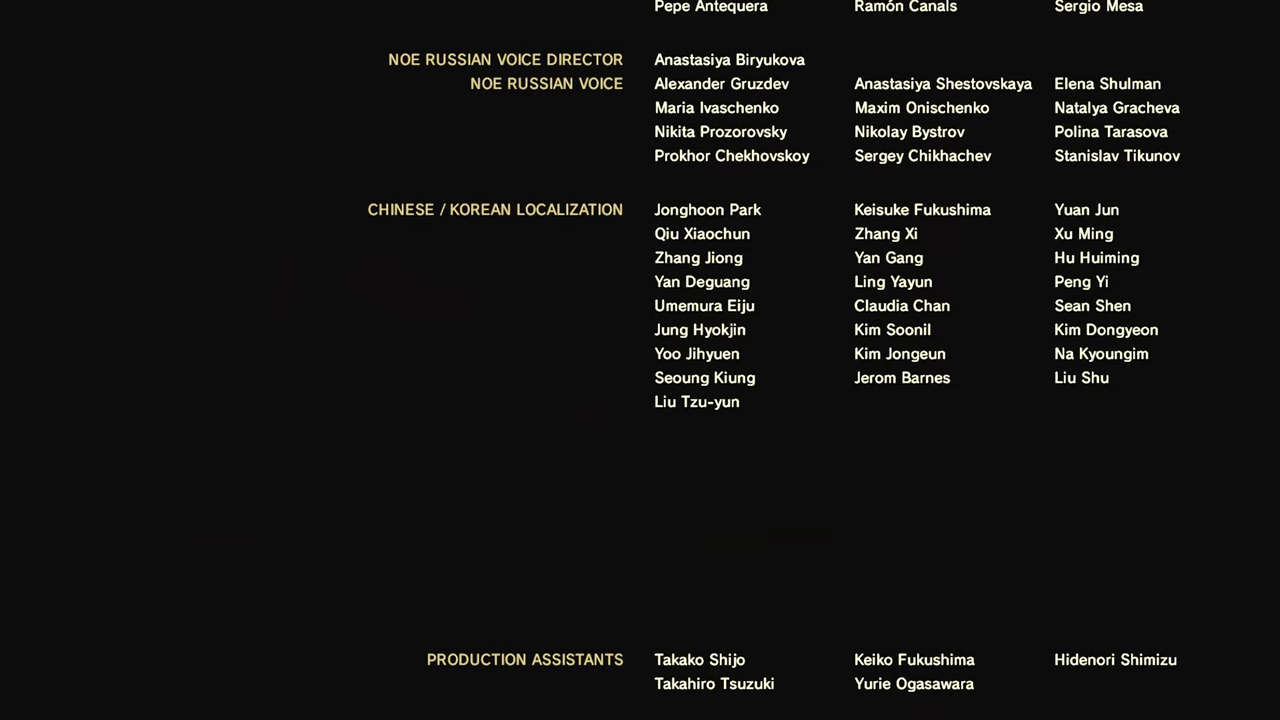 Pepe Antequera Ramón Canals Sergio Mesa
NOE RUSSIAN VOICE DIRECTOR Anastasiya Biryukova
NOE RUSSIAN VOICE Alexander Gruzdev Anastasiya Shestovskaya Elena Shulman
Maria Ivaschenko Maxim Onischenko Natalya Gracheva
Nikita Prozorovsky Nikolay Bystrov Polina Tarasova
Prokhor Chekhovskoy Sergey Chikhachev Stanislav Tikunov
CHINESE / KOREAN LOCALIZATION Jonghoon Park Keisuke Fukushima Yuan Jun
Qiu Xiaochun Zhang Xi Xu Ming
Zhang Jiong Yan Gang Hu Huiming
Yan Deguang Ling Yayun Peng Yi
Umemura Eiju Claudia Chan Sean Shen
Jung Hyokjin Kim Soonil Kim Dongyeon
Yoo Jihyuen Kim Jongeun Na Kyoungim
Seoung Kiung Jerom Barnes Liu Shu
Liu Tzu-yun
PRODUCTION ASSISTANTS Takako Shijo Keiko Fukushima Hidenori Shimizu
Takahiro Tsuzuki Yurie Ogasawara